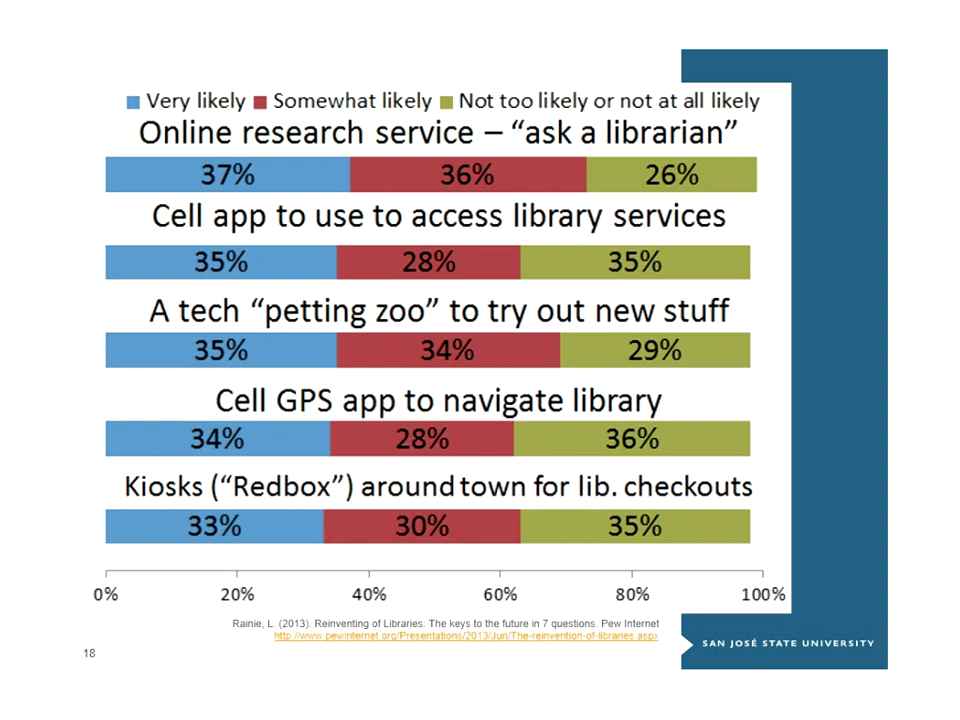 Very likely Somewhat likely Not too likely or not at all likely
Online research service – “ask a librarian”
37% 36% 26%
Cell app to use to access library services
35% 28% 35%
A tech “petting zoo” to try out new stuff
35% 34% 29%
Cell GPS app to navigate library
34% 28% 36%
Kiosks (“Redbox”) around town for lib. checkouts
33% 30% 35%
0% 20% 40% 60% 80% 100%
Rainie, L. (2013). Reinventing of Libraries: The keys to the future in 7 questions. Pew Internet
http://www.pewinternet.org/Presentations/2013/Jun/The-reinvention-of-libraries.aspx
SAN JOSÉ STATE UNIVERSITY
18